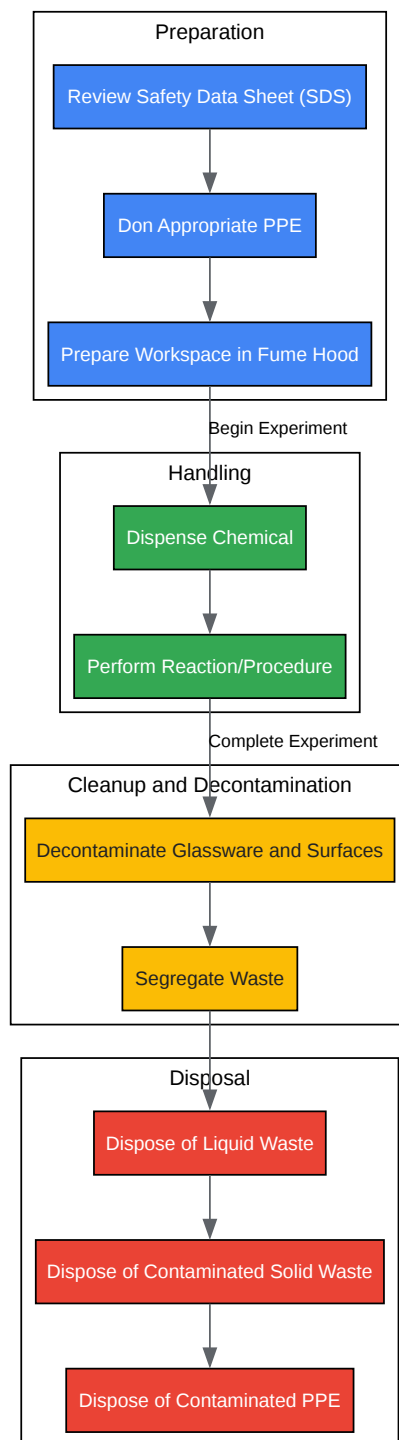 Preparation
Review Safety Data Sheet (SDS)
Don Appropriate PPE
Prepare Workspace in Fume Hood
Begin Experiment
Handling
Dispense Chemical
Perform Reaction/Procedure
Complete Experiment
Cleanup and Decontamination
Decontaminate Glassware and Surfaces
Segregate Waste
Disposal
Dispose of Liquid Waste
Dispose of Contaminated Solid Waste
Dispose of Contaminated PPE